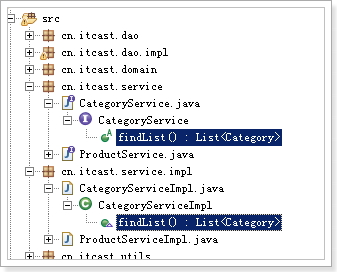 src
cn.itcast.dao
cn.itcast.dao.impl
cn.itcast.domain
cn.itcast.service
CategoryService.java
CategoryService
findList() : List<Category>
ProductService.java
cn.itcast.service.impl
CategoryServiceImpl.java
CategoryServiceImpl
findList() : List<Category>
ProductServiceImpl.java
cn.itcast.utils